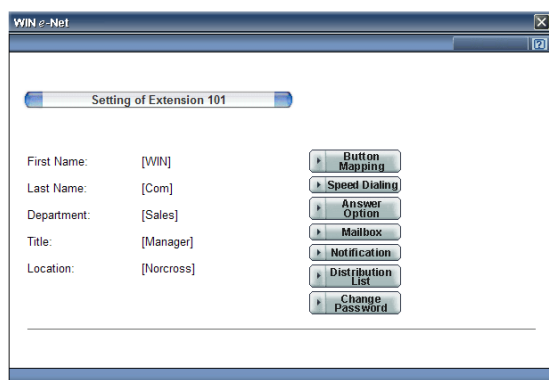 WIN e-Net
Setting of Extension 101
First Name: [WIN]
Last Name: [Com]
Department: [Sales]
Title: [Manager]
Location: [Norcross]
Button
Mapping
Speed Dialing
Answer
Option
Mailbox
Notification
Distribution
List
Change
Password